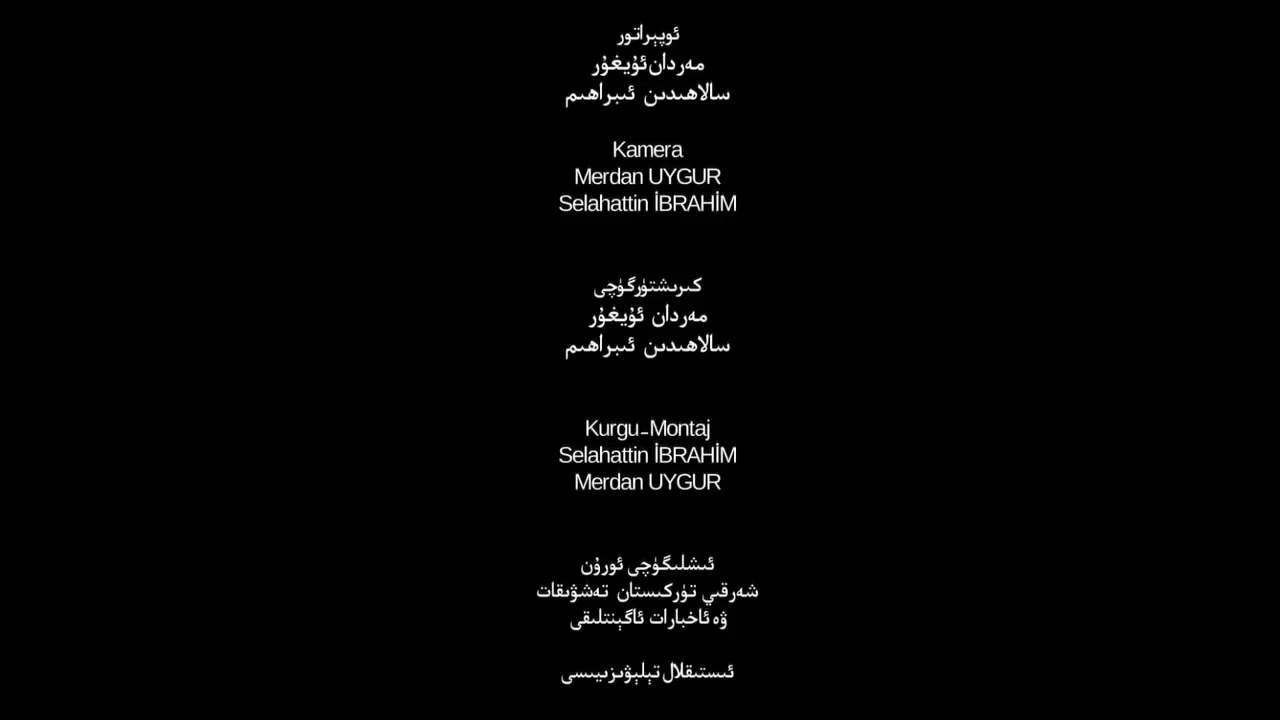 ئوپېراتور
مەردان ئۇيغۇر
سالاھىدىن ئىبراھىم
Kamera
Merdan UYGUR
Selahattin İBRAHİM
كىرىشتۈرگۈچى
مەردان ئۇيغۇر
سالاھىدىن ئىبراھىم
Kurgu-Montaj
Selahattin İBRAHİM
Merdan UYGUR
ئىشلىگۈچى ئورۇن
شەرقىي تۈركىستان تەشۋىقات
ۋە ئاخبارات ئاگېنتلىقى
ئىستىقلال تېلېۋىزىيىسى